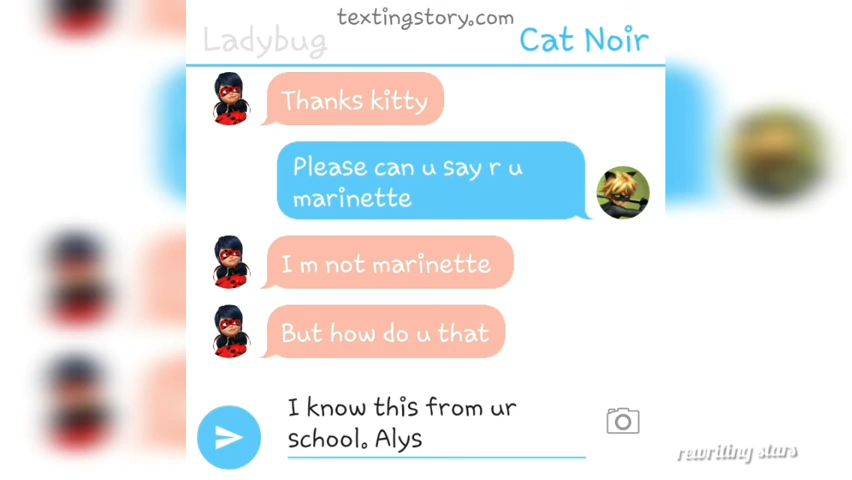 textingstory.com
Ladybug
Cat Noir
Thanks kitty
Please can u say r u
marinette
I m not marinette
But how do u that
I know this from ur
school. Alys
rewriting stars